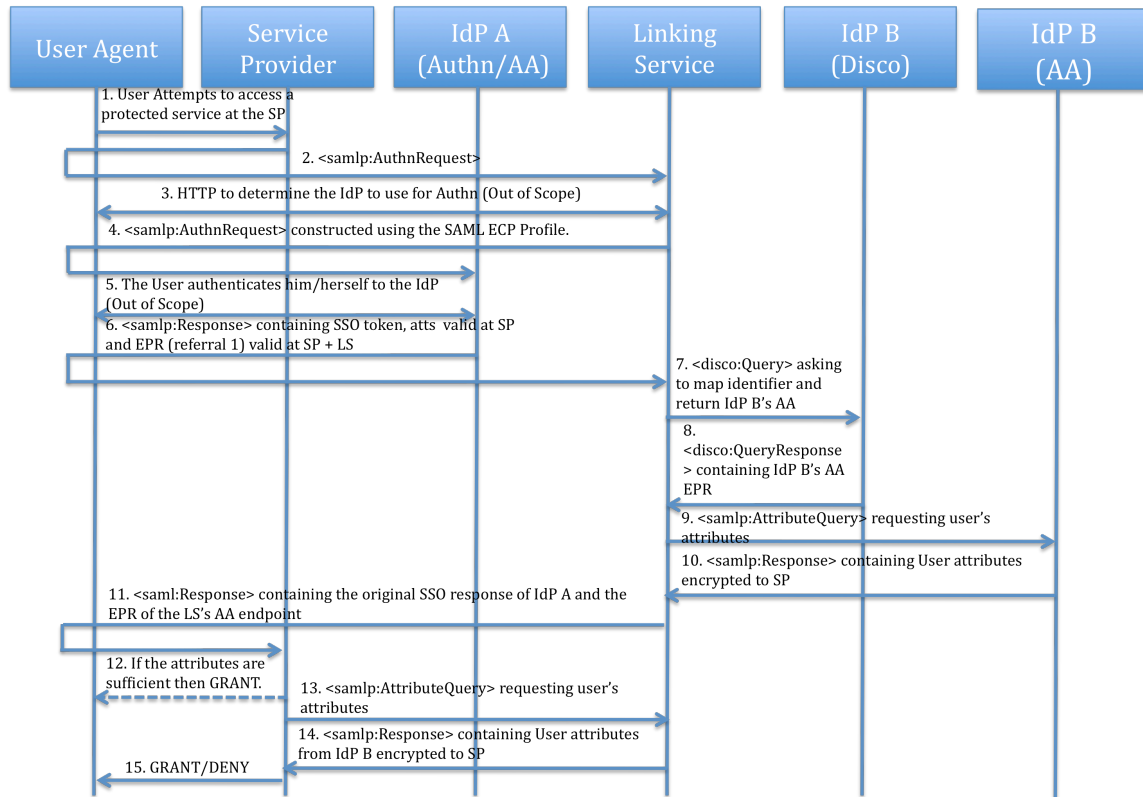 User Agent
Service
Provider
IdP A
(Authn/AA)
Linking
Service
IdP B
(Disco)
IdP B
(AA)
1. User Attempts to access a
protected service at the SP
2. <samlp:AuthnRequest>
3. HTTP to determine the IdP to use for Authn (Out of Scope)
4. <samlp:AuthnRequest> constructed using the SAML ECP Profile.
5. The User authenticates him/herself to the IdP
(Out of Scope)
6. <samlp:Response> containing SSO token, atts valid at SP
and EPR (referral 1) valid at SP + LS
7. <disco:Query> asking
to map identifier and
return IdP B's AA
8.
<disco:QueryResponse
> containing IdP B's AA
EPR
9. <samlp:AttributeQuery> requesting user's
attributes
10. <samlp:Response> containing User attributes
encrypted to SP
11. <saml:Response> containing the original SSO response of IdP A and the
EPR of the LS's AA endpoint
12. If the attributes are
sufficient then GRANT.
13. <samlp:AttributeQuery> requesting user's
attributes
14. <samlp:Response> containing User attributes
from IdP B encrypted to SP
15. GRANT/DENY